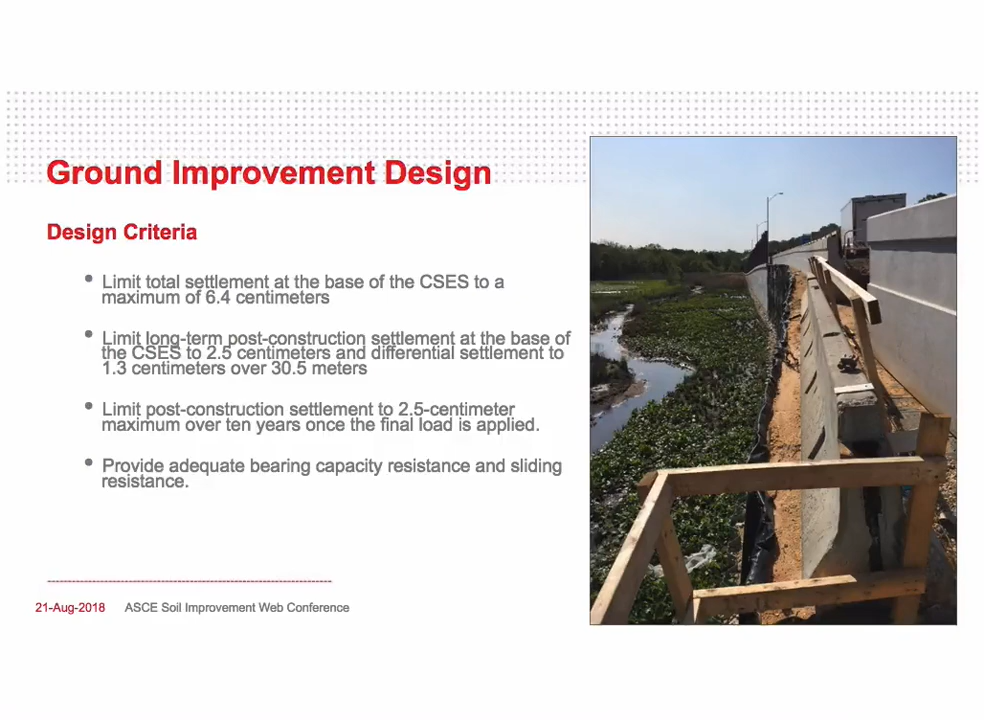 Ground Improvement Design
Design Criteria
• Limit total settlement at the base of the CSES to a
maximum of 6.4 centimeters
• Limit long-term post-construction settlement at the base of
the CSES to 2.5 centimeters and differential settlement to
1.3 centimeters over 30.5 meters
• Limit post-construction settlement to 2.5-centimeter
maximum over ten years once the final load is applied.
• Provide adequate bearing capacity resistance and sliding
resistance.
21-Aug-2018 ASCE Soil Improvement Web Conference